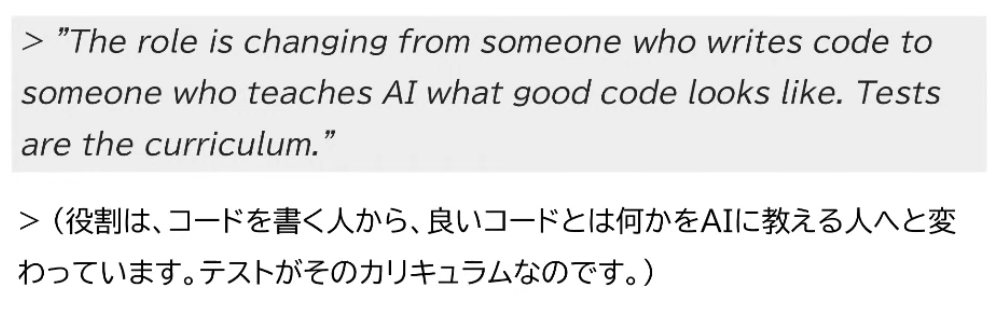 > ”The role is changing from someone who writes code to
someone who teaches AI what good code looks like. Tests
are the curriculum.”
> （役割は、コードを書く人から、良いコードとは何かをAIに教える人へと変
わっています。テストがそのカリキュラムなのです。）